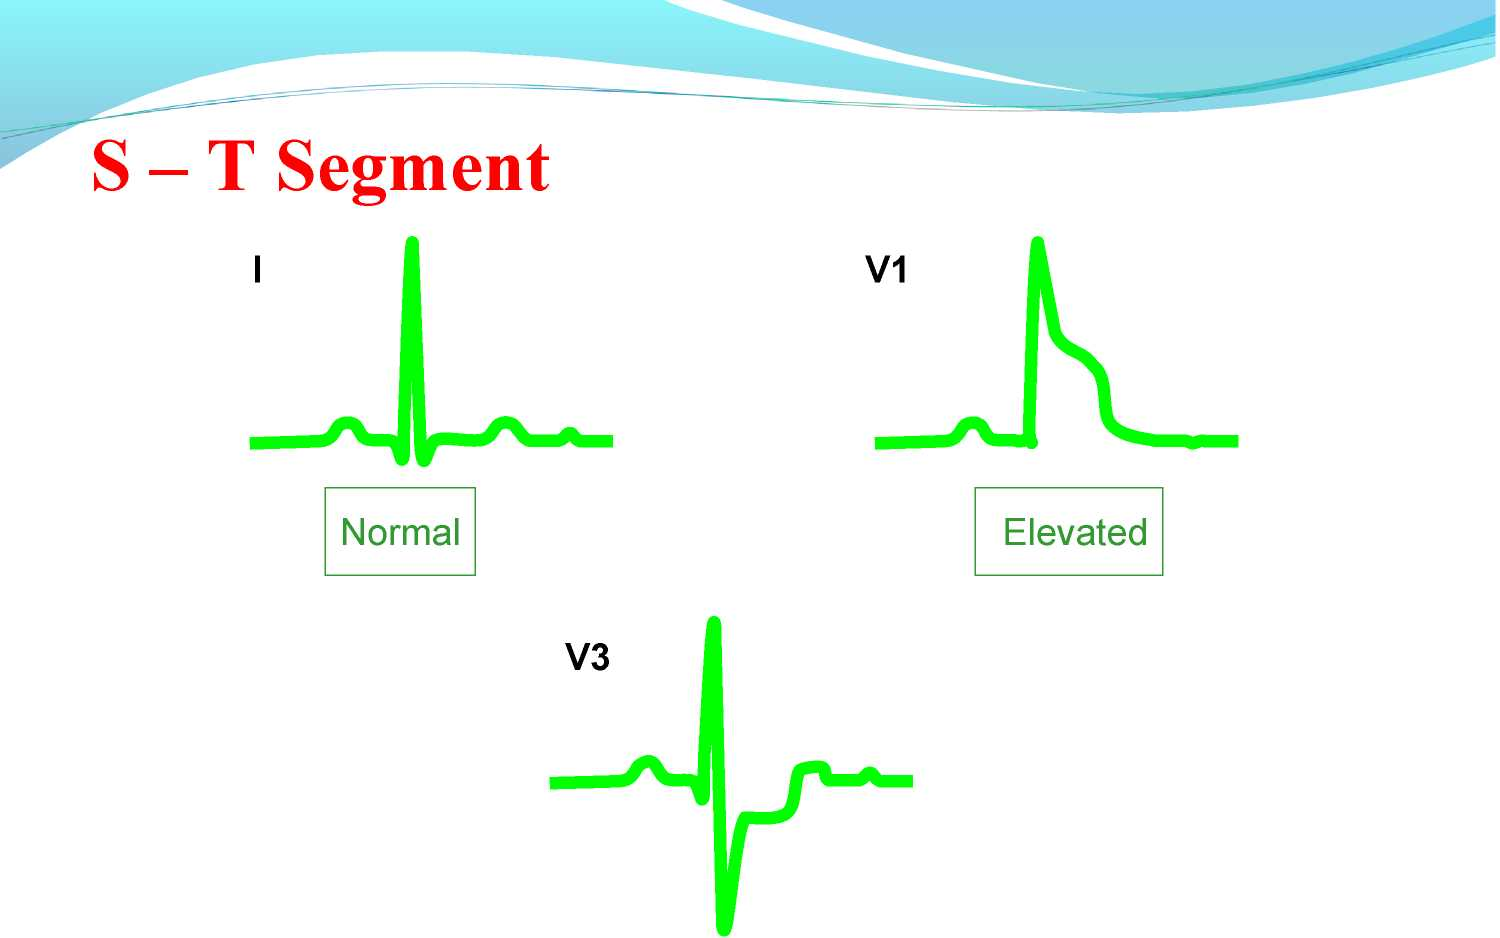 S – T Segment
I
V1
Normal
Elevated
V3